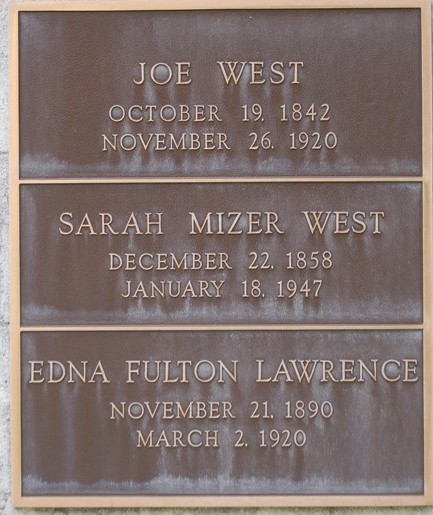 JOE WEST
OCTOBER 19, 1842
NOVEMBER 26, 1920
SARAH MIZER WEST
DECEMBER 22, 1858
JANUARY 18, 1947
EDNA FULTON LAWRENCE
NOVEMBER 21, 1890
MARCH 2, 1920